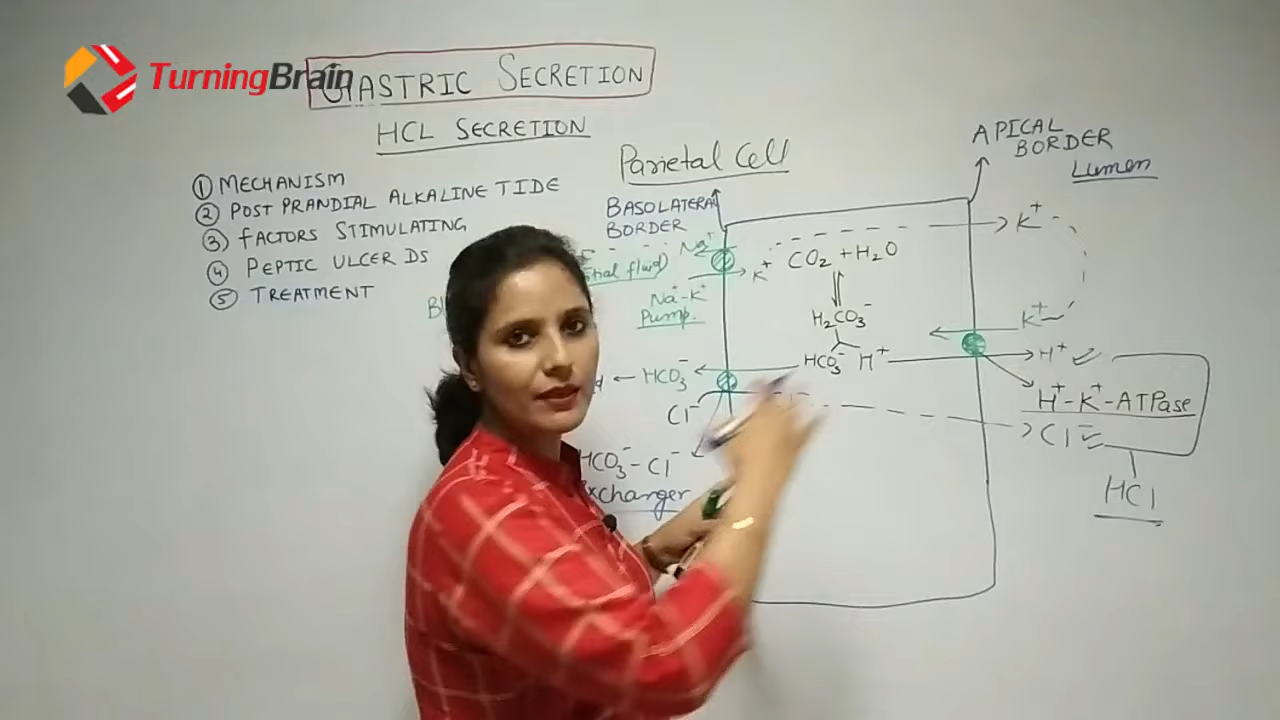 TurningBrain
GASTRIC SECRETION
HCL SECRETION
① MECHANISM
② POST PRANDIAL ALKALINE TIDE
③ FACTORS STIMULATING
④ PEPTIC ULCER DS
⑤ TREATMENT
Parietal Cell
BASOLATERAL
BORDER
APICAL
BORDER
Lumen
Na⁺
K⁺
fluid)
Na⁺-K⁺
Pump.
CO₂ + H₂O
H₂CO₃⁻
HCO₃⁻ H⁺
K⁺
K⁺
H⁺
H⁺-K⁺-ATPase
Cl⁻
HCl
← HCO₃⁻
Cl⁻
HCO₃⁻-Cl⁻